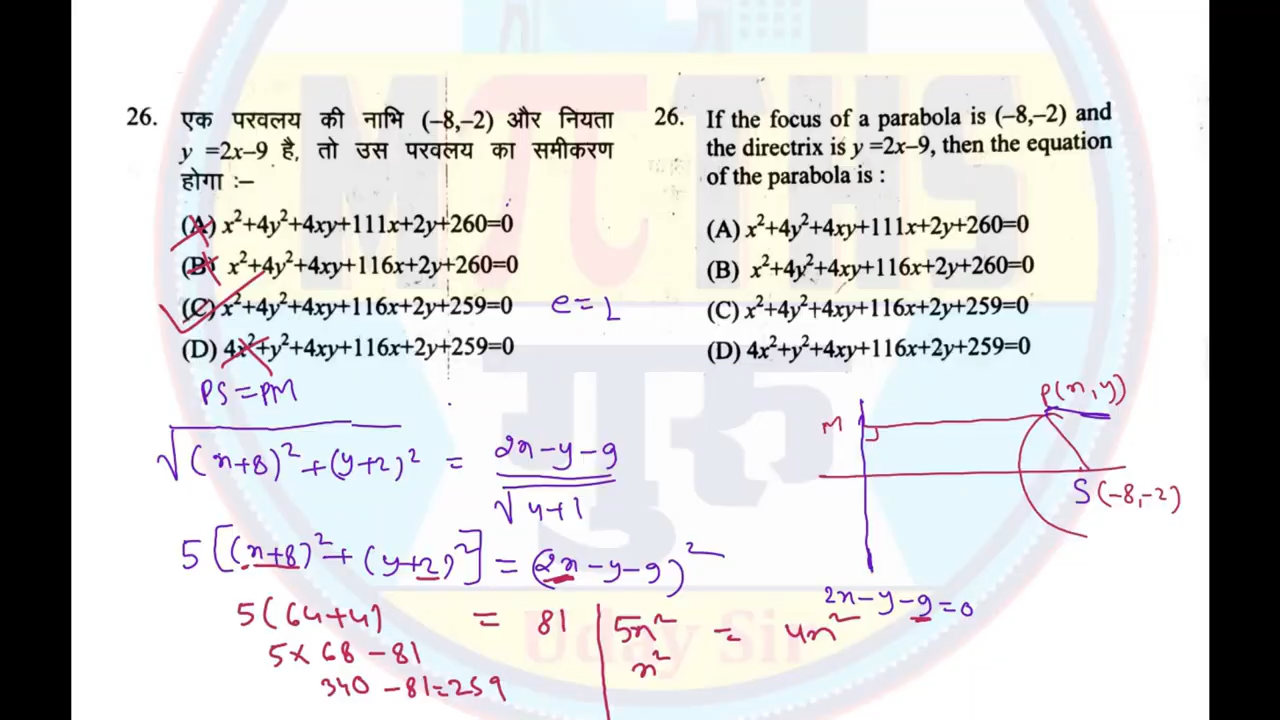 26. एक परवलय की नाभि (–8,–2) और नियता
y =2x–9 है, तो उस परवलय का समीकरण
होगा :–
(A) x²+4y²+4xy+111x+2y+260=0
(B) x²+4y²+4xy+116x+2y+260=0
(C) x²+4y²+4xy+116x+2y+259=0
(D) 4x²+y²+4xy+116x+2y+259=0
26. If the focus of a parabola is (–8,–2) and
the directrix is y =2x–9, then the equation
of the parabola is :
(A) x²+4y²+4xy+111x+2y+260=0
(B) x²+4y²+4xy+116x+2y+260=0
(C) x²+4y²+4xy+116x+2y+259=0
(D) 4x²+y²+4xy+116x+2y+259=0
e=1
PS=PM
√(x+8)²+(y+2)² = 2x-y-9
√4+1
5[(x+8)²+(y+2)²] = (2x-y-9)²
5(64+4) = 81
5×68-81
340-81=259
5x² = 4x²
x²
P(x,y)
M
S(-8,-2)
2x-y-9=0
MATHS
गुरु
Uday Sir